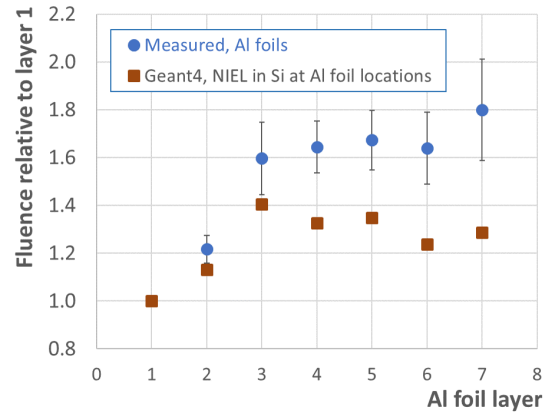 Fluence relative to layer 1
2.2
2.0
1.8
1.6
1.4
1.2
1.0
0.8
Measured, Al foils
Geant4, NIEL in Si at Al foil locations
0 1 2 3 4 5 6 7 8
Al foil layer